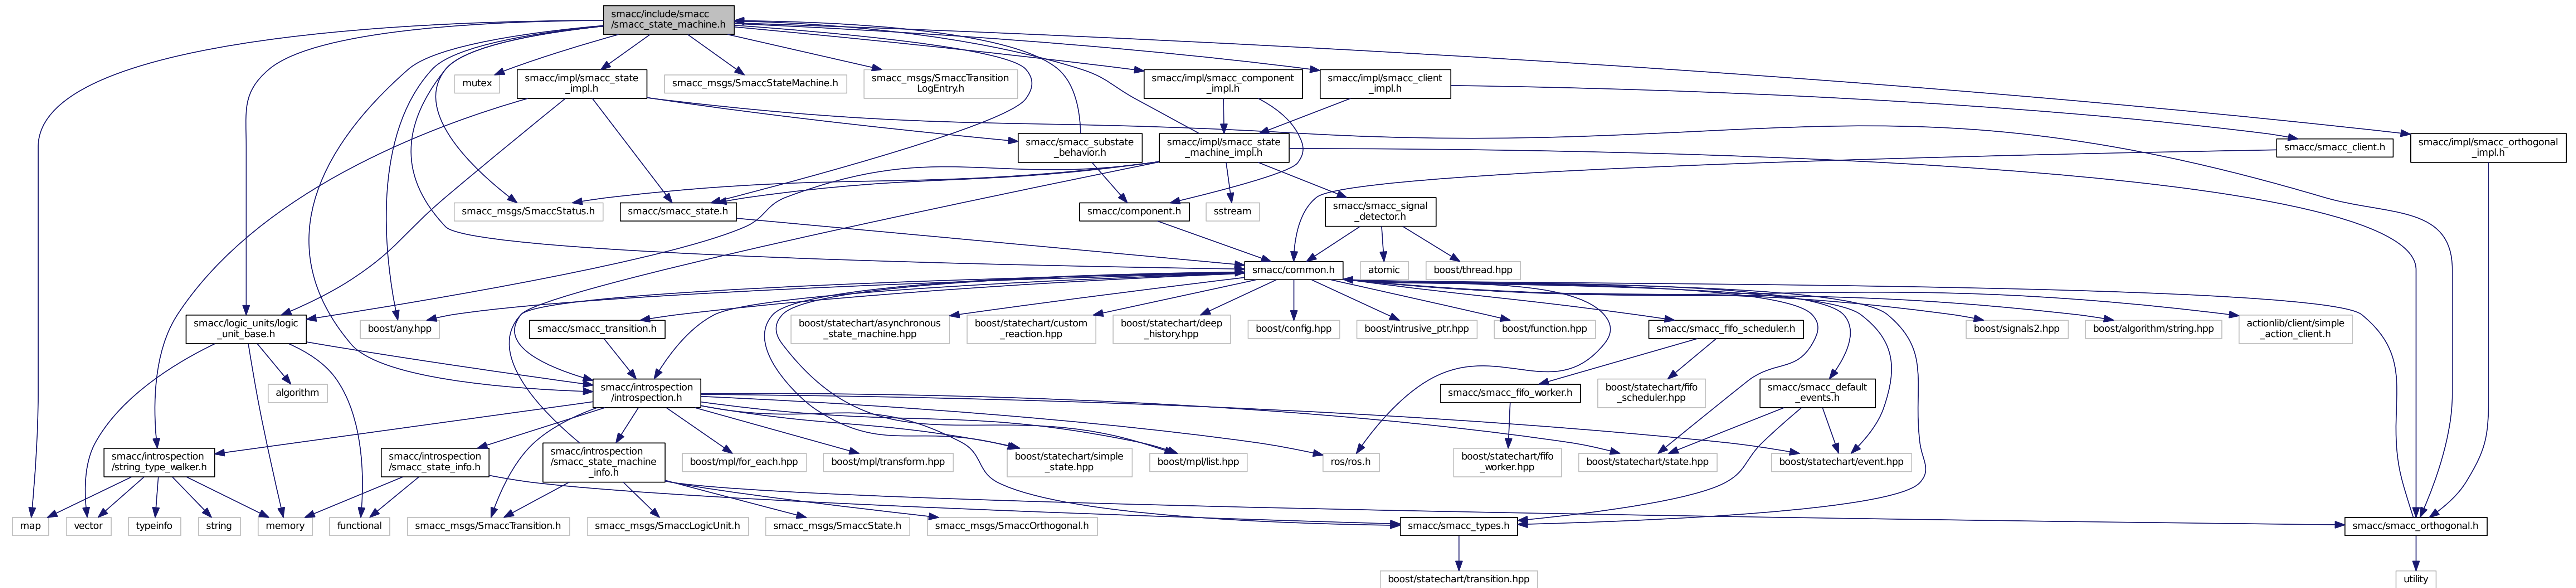 smacc/include/smacc
/smacc_state_machine.h
mutex
smacc/impl/smacc_state
_impl.h
smacc_msgs/SmaccStateMachine.h
smacc_msgs/SmaccTransition
LogEntry.h
smacc/impl/smacc_component
_impl.h
smacc/impl/smacc_client
_impl.h
smacc/smacc_substate
_behavior.h
smacc/impl/smacc_state
_machine_impl.h
smacc/smacc_client.h
smacc/impl/smacc_orthogonal
_impl.h
smacc_msgs/SmaccStatus.h
smacc/smacc_state.h
smacc/component.h
sstream
smacc/smacc_signal
_detector.h
smacc/common.h
atomic
boost/thread.hpp
smacc/logic_units/logic
_unit_base.h
boost/any.hpp
smacc/smacc_transition.h
boost/statechart/asynchronous
_state_machine.hpp
boost/statechart/custom
_reaction.hpp
boost/statechart/deep
_history.hpp
boost/config.hpp
boost/intrusive_ptr.hpp
boost/function.hpp
smacc/smacc_fifo_scheduler.h
boost/signals2.hpp
boost/algorithm/string.hpp
actionlib/client/simple
_action_client.h
algorithm
smacc/introspection
/introspection.h
smacc/smacc_fifo_worker.h
boost/statechart/fifo
_scheduler.hpp
smacc/smacc_default
_events.h
smacc/introspection
/string_type_walker.h
smacc/introspection
/smacc_state_info.h
smacc/introspection
/smacc_state_machine
_info.h
boost/mpl/for_each.hpp
boost/mpl/transform.hpp
boost/statechart/simple
_state.hpp
boost/mpl/list.hpp
ros/ros.h
boost/statechart/fifo
_worker.hpp
boost/statechart/state.hpp
boost/statechart/event.hpp
map
vector
typeinfo
string
memory
functional
smacc_msgs/SmaccTransition.h
smacc_msgs/SmaccLogicUnit.h
smacc_msgs/SmaccState.h
smacc_msgs/SmaccOrthogonal.h
smacc/smacc_types.h
smacc/smacc_orthogonal.h
boost/statechart/transition.hpp
utility